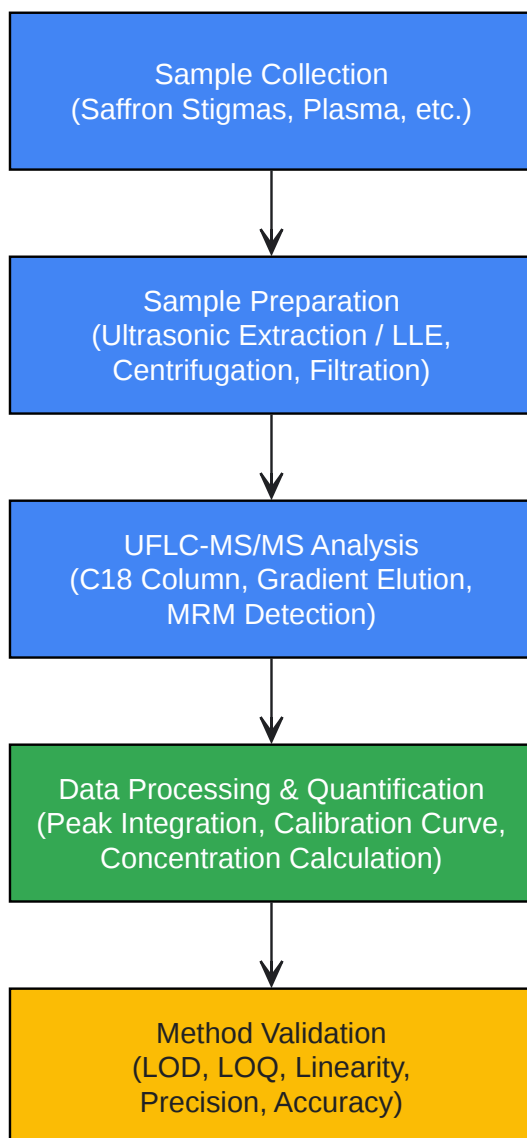 Sample Collection
(Saffron Stigmas, Plasma, etc.)
Sample Preparation
(Ultrasonic Extraction / LLE,
Centrifugation, Filtration)
UFLC-MS/MS Analysis
(C18 Column, Gradient Elution,
MRM Detection)
Data Processing & Quantification
(Peak Integration, Calibration Curve,
Concentration Calculation)
Method Validation
(LOD, LOQ, Linearity,
Precision, Accuracy)